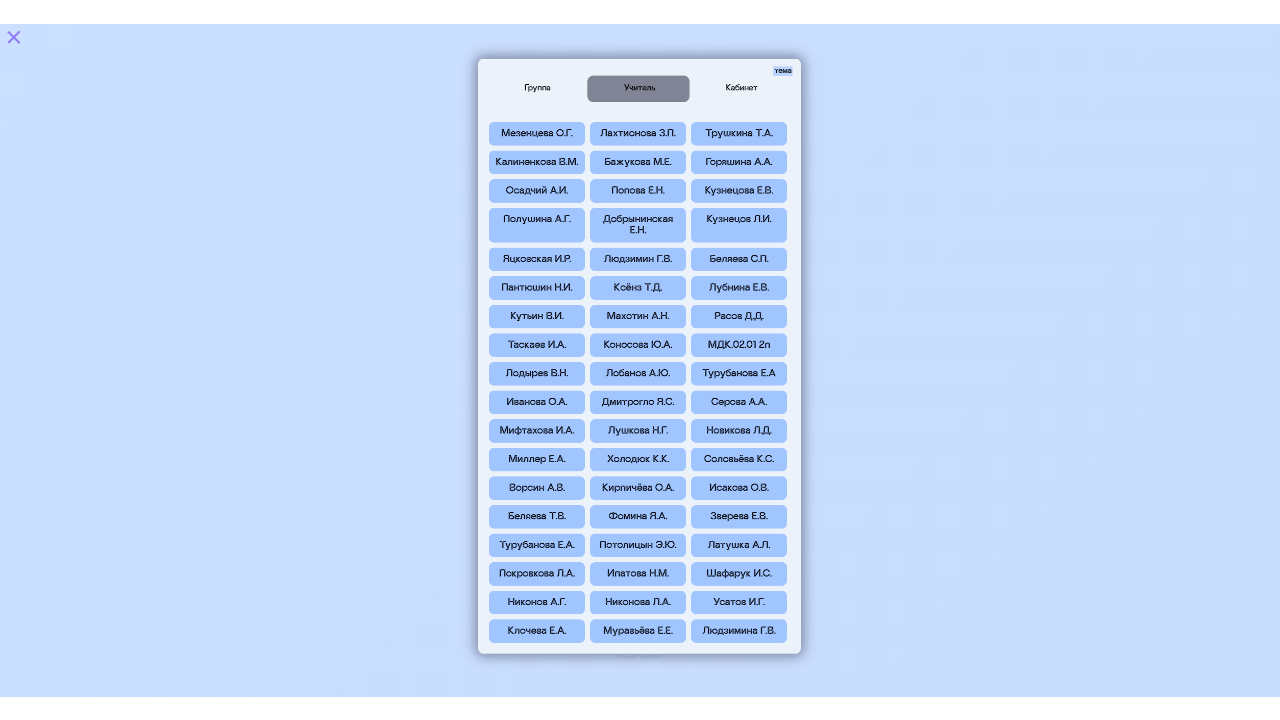 тема
Группа Учитель Кабинет
Мезенцева О.Г. Лахтионова З.П. Трушкина Т.А.
Калиненкова В.М. Бажукова М.Е. Горяшина А.А.
Осадчий А.И. Попова Е.Н. Кузнецова Е.В.
Полушина А.Г. Добрынинская Кузнецов Л.И.
Е.Н.
Яцковская И.Р. Людзимин Г.В. Беляева С.П.
Пантюшин Н.И. Ксёнз Т.Д. Лубнина Е.В.
Кутьин В.И. Махотин А.Н. Расов Д,Д.
Таскаев И.А. Коносова Ю.А. МДК.02.01 2п
Лодырев В.Н. Лобанов А.Ю. Турубанова Е.А
Иванова О.А. Дмитрогло Я.С. Серова А.А.
Мифтахова И.А. Лушкова Н.Г. Новикова Л.Д.
Миллер Е.А. Холодюк К.К. Соловьёва К.С.
Ворсин А.В. Кирпичёва О.А. Исакова О.В.
Беляева Т.В. Фомина Я.А. Зверева Е.В.
Турубанова Е.А. Потолицын Э.Ю. Латушка А.Л.
Покровкова Л.А. Ипатова Н.М. Шафарук И.С.
Никонов А.Г. Никонова Л.А. Усатов И.Г.
Клочева Е.А. Муравьёва Е.Е. Людзимина Г.В.